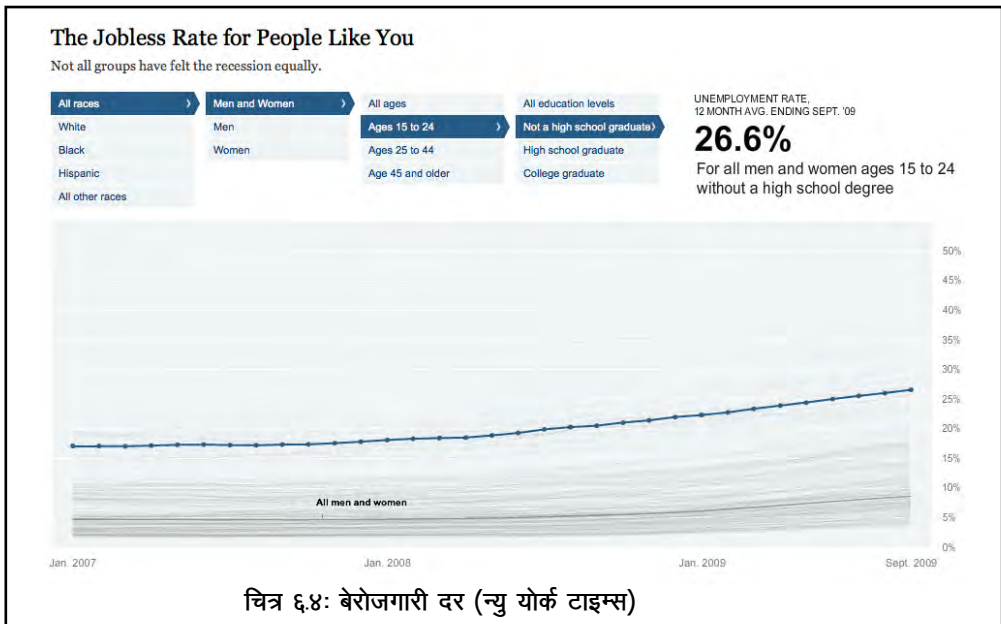 The Jobless Rate for People Like You
Not all groups have felt the recession equally.
All races
White
Black
Hispanic
All other races
Men and Women
Men
Women
All ages
Ages 15 to 24
Ages 25 to 44
Age 45 and older
All education levels
Not a high school graduate
High school graduate
College graduate
UNEMPLOYMENT RATE,
12 MONTH AVG. ENDING SEPT. '09
26.6%
For all men and women ages 15 to 24
without a high school degree
50%
45%
40%
35%
30%
25%
20%
15%
10%
5%
0%
All men and women
Jan. 2007
Jan. 2008
Jan. 2009
Sept. 2009
चित्र ६.४: बेरोजगारी दर (न्यु योर्क टाइम्स)